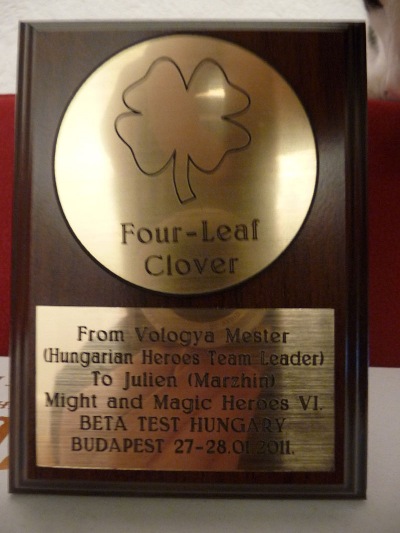 Four-Leaf
Clover
From Vologya Mester
(Hungarian Heroes Team Leader)
To Julien (Marzhin)
Might and Magic Heroes VI.
BETA TEST HUNGARY
BUDAPEST 27-28.01.2011.